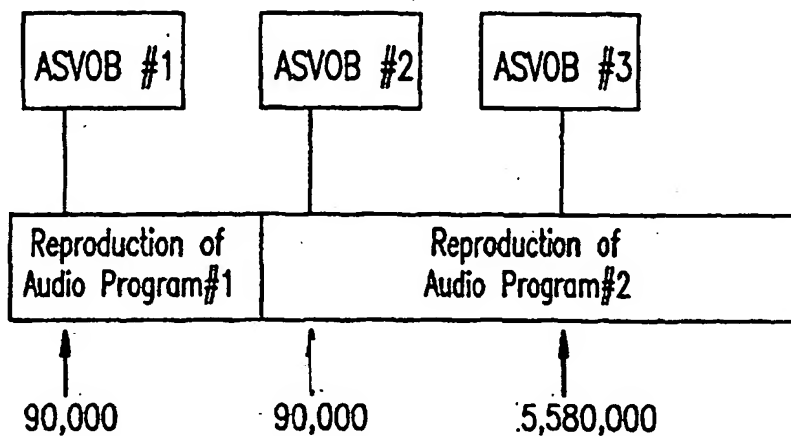 ASVOB #1
ASVOB #2
ASVOB #3
Reproduction of
Audio Program#1
Reproduction of
Audio Program#2
90,000
90,000
5,580,000